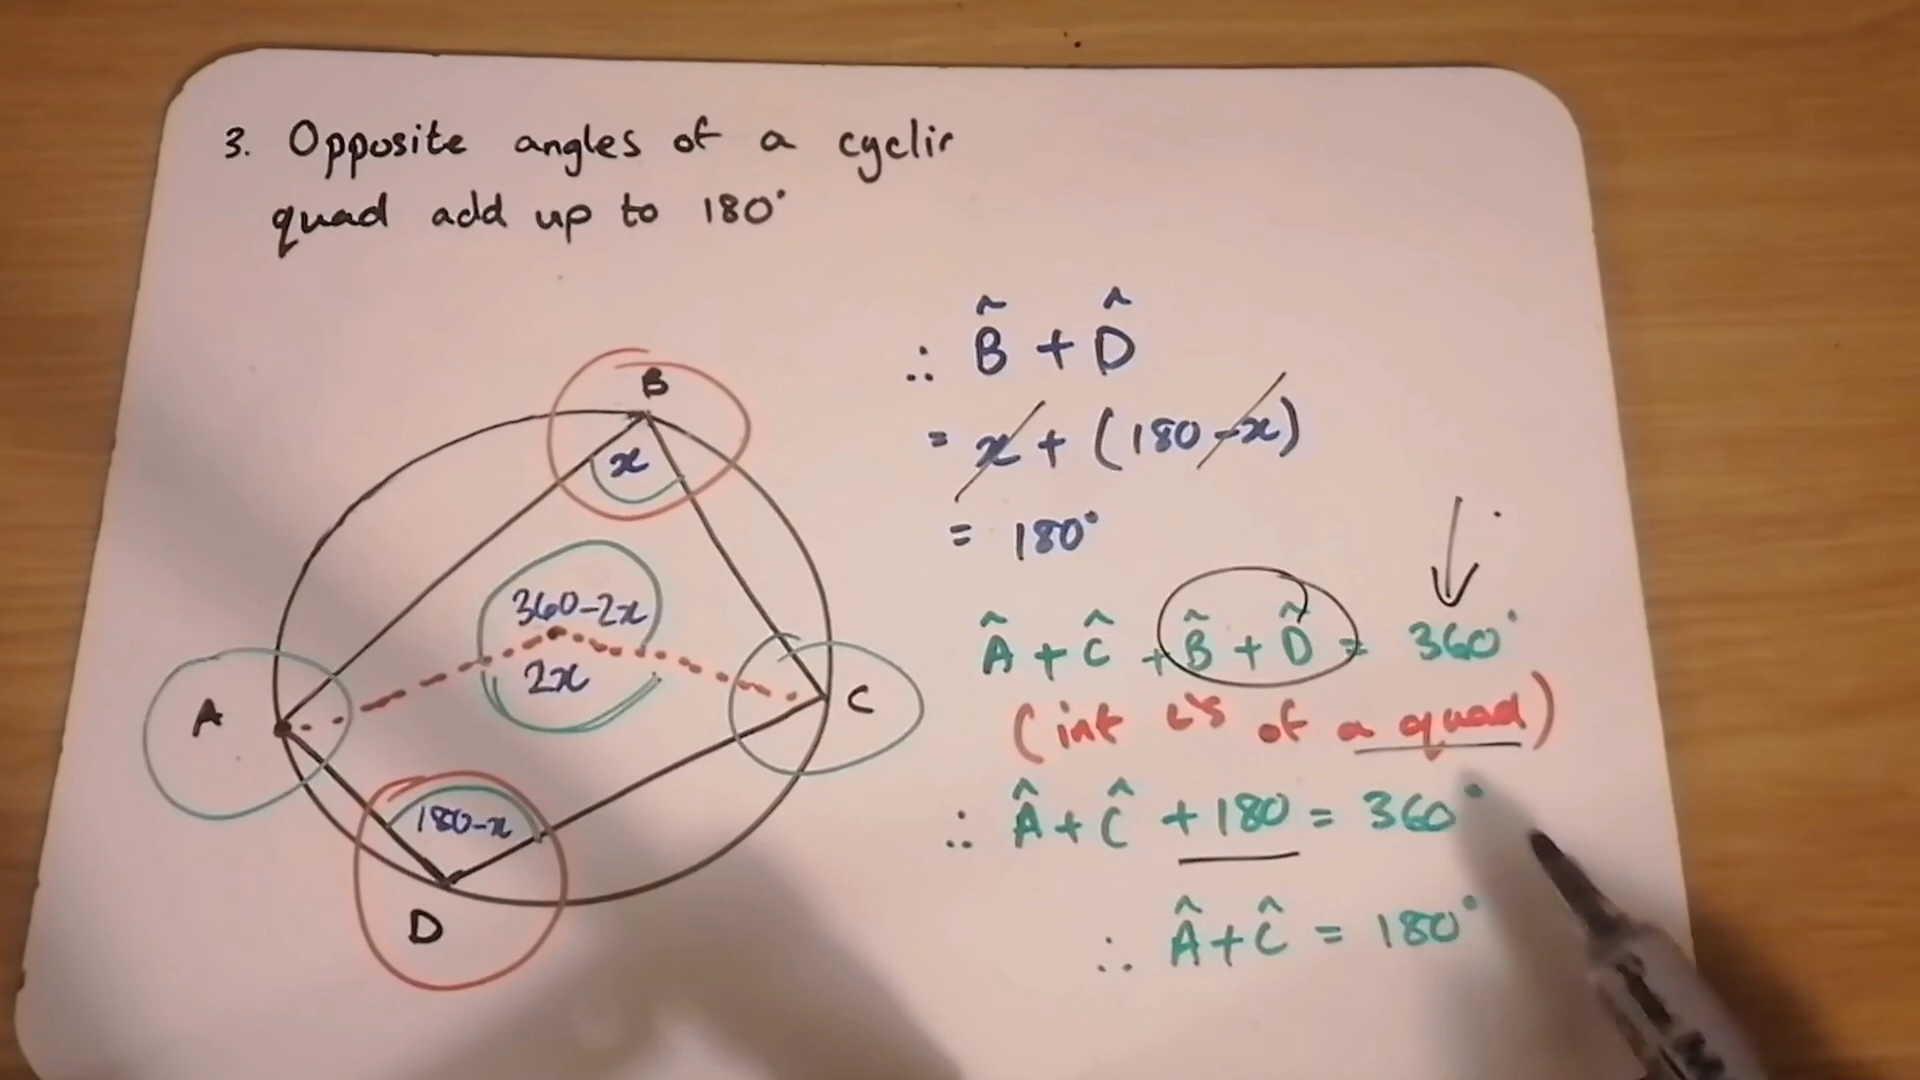 3. Opposite angles of a cyclic
quad add up to 180°
B
x
360-2x
2x
A
C
180-x
D
∴ B̂ + D̂
= x + (180-x)
= 180°
Â + Ĉ + B̂ + D̂ = 360°
(int ∠'s of a quad)
∴ Â + Ĉ + 180 = 360°
∴ Â + Ĉ = 180°